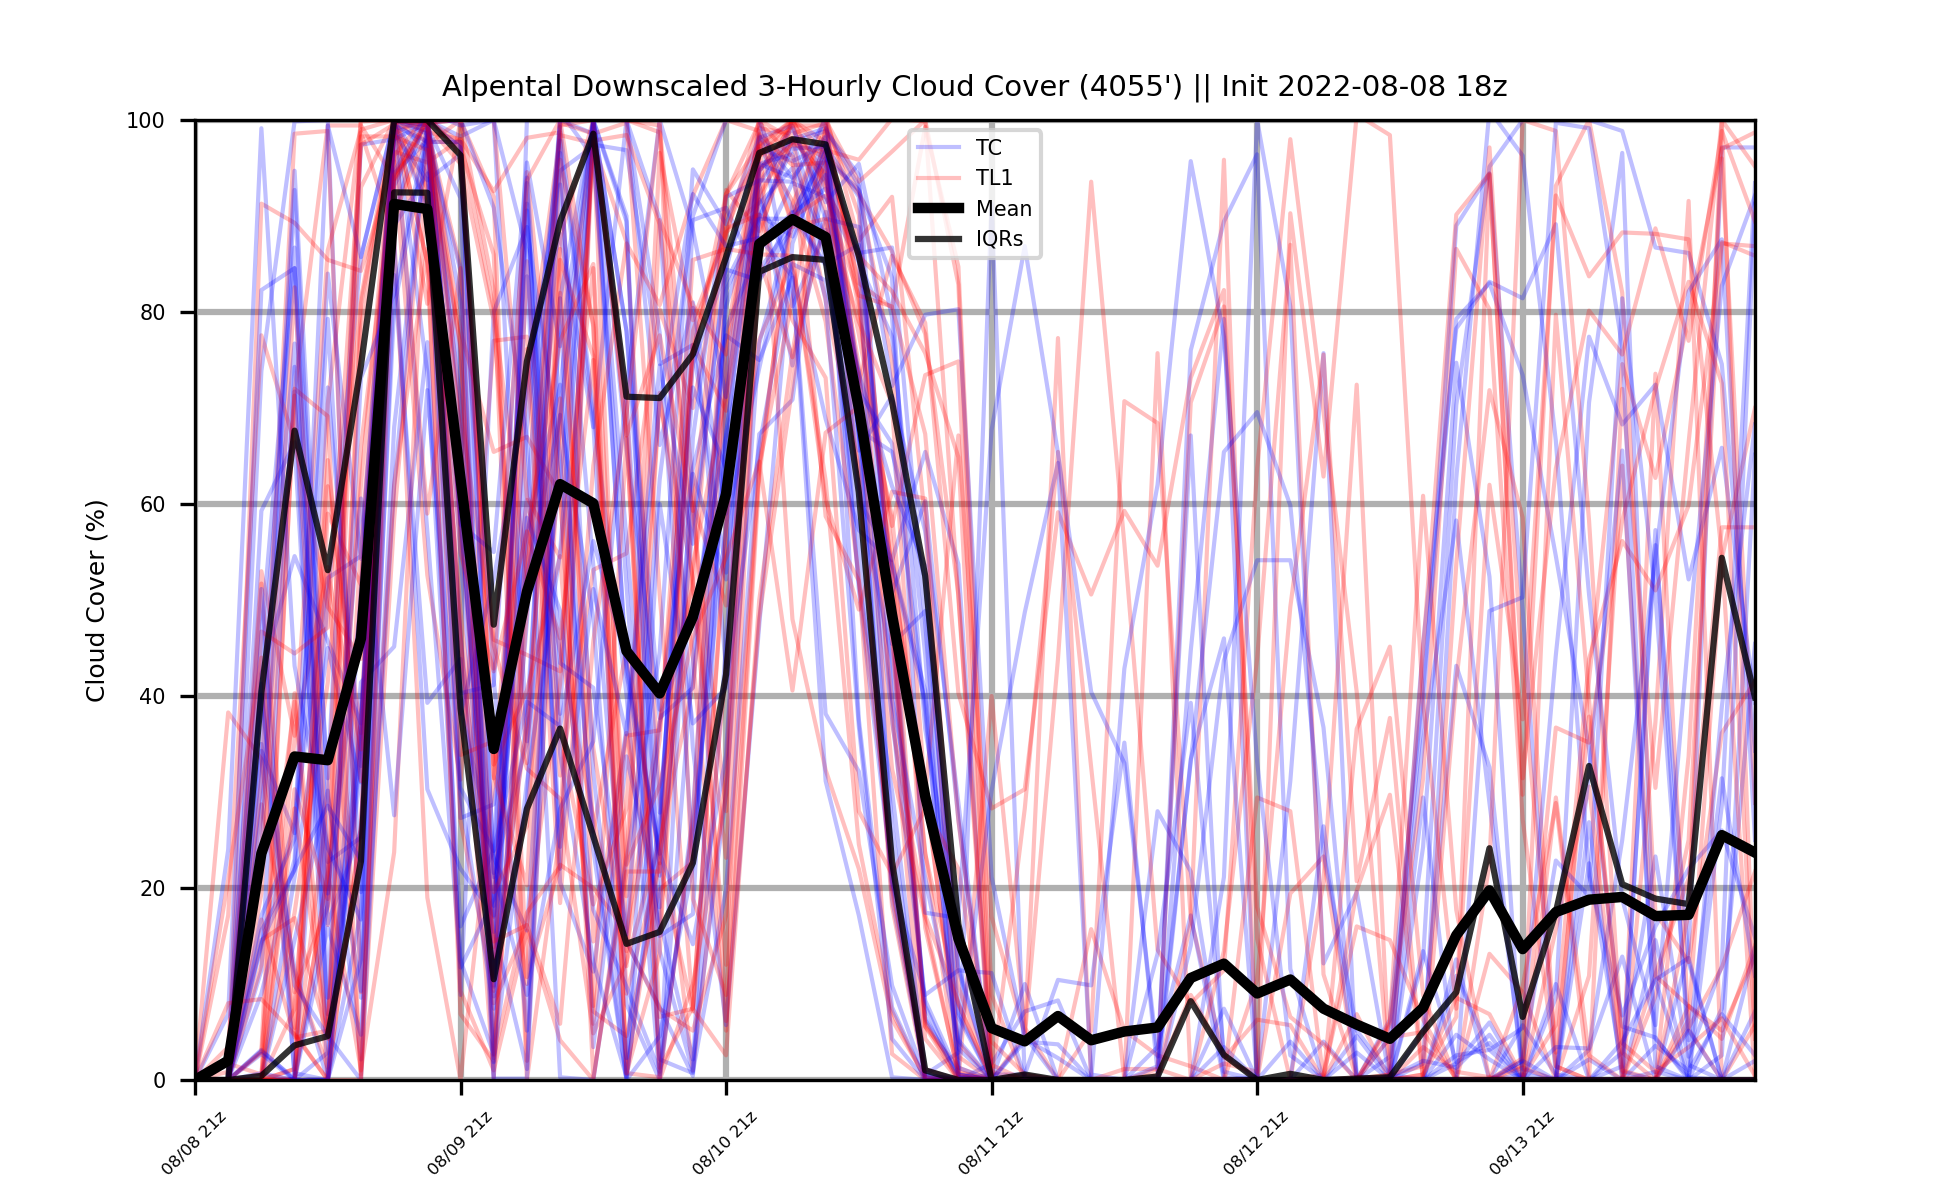 Alpental Downscaled 3-Hourly Cloud Cover (4055') || Init 2022-08-08 18z
TC
TL1
Mean
IQRs
Cloud Cover (%)
100
80
60
40
20
0
08/08 21z
08/09 21z
08/10 21z
08/11 21z
08/12 21z
08/13 21z